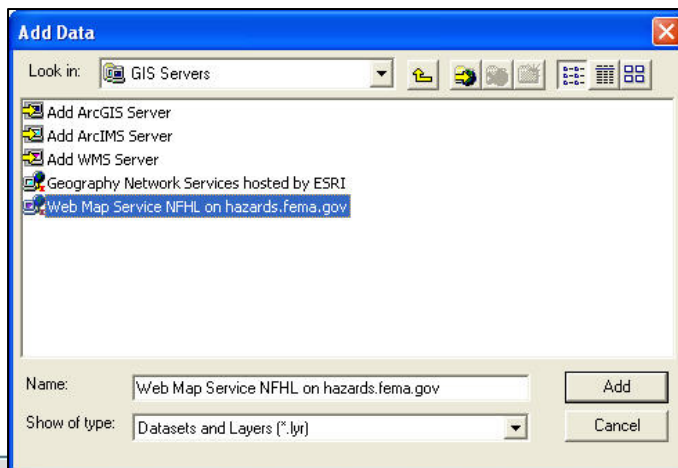 Add Data
Look in: GIS Servers
Add ArcGIS Server
Add ArcIMS Server
Add WMS Server
Geography Network Services hosted by ESRI
Web Map Service NFHL on hazards.fema.gov
Name: Web Map Service NFHL on hazards.fema.gov Add
Show of type: Datasets and Layers (*.lyr) Cancel